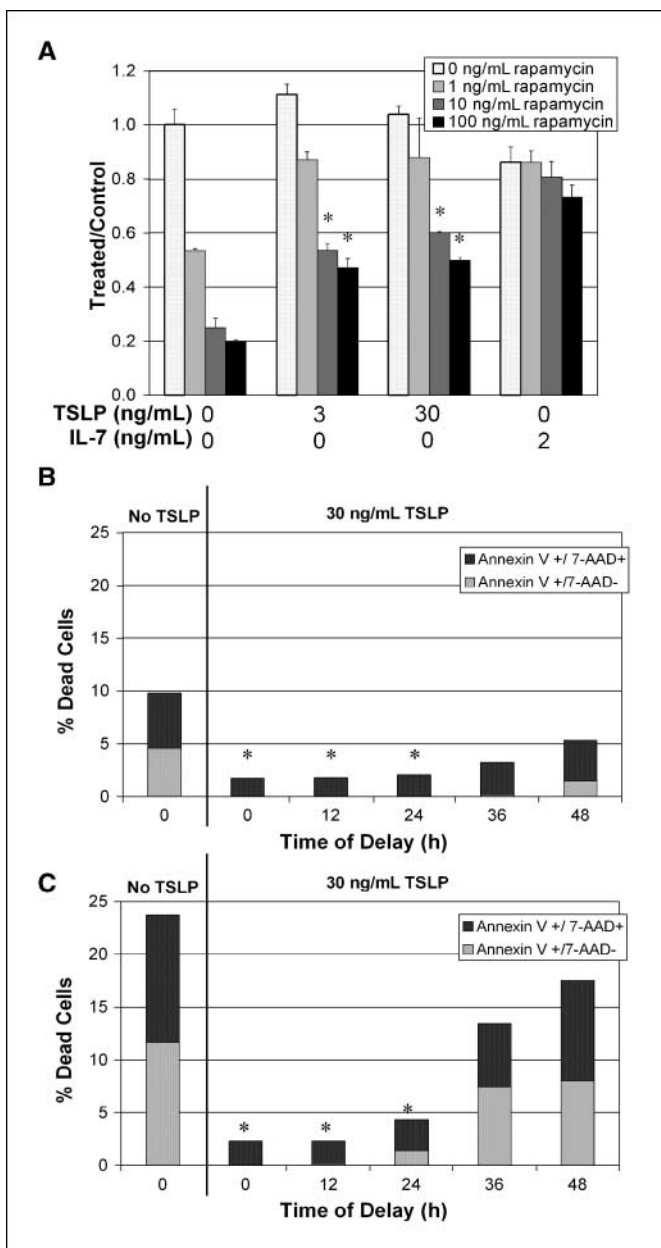 A
0 ng/mL rapamycin
1 ng/mL rapamycin
10 ng/mL rapamycin
100 ng/mL rapamycin
1.2
1.0
0.8
0.6
0.4
0.2
0.0
Treated/Control
* * * *
TSLP (ng/mL) 0 3 30 0
IL-7 (ng/mL) 0 0 0 2
B
No TSLP 30 ng/mL TSLP
Annexin V +/ 7-AAD+
Annexin V +/7-AAD-
25
20
15
10
5
0
% Dead Cells
* * *
0 0 12 24 36 48
Time of Delay (h)
C
No TSLP 30 ng/mL TSLP
Annexin V +/ 7-AAD+
Annexin V +/7-AAD-
25
20
15
10
5
0
% Dead Cells
* * *
0 0 12 24 36 48
Time of Delay (h)